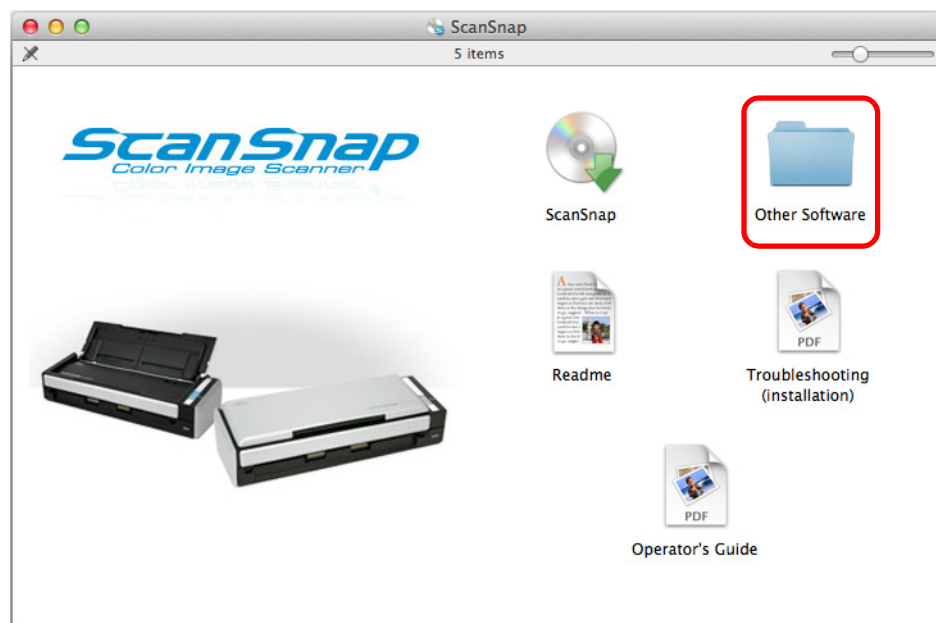 ScanSnap
5 items
ScanSnap
Color Image Scanner
ScanSnap
Other Software
PDF
Readme
Troubleshooting
(installation)
PDF
Operator's Guide